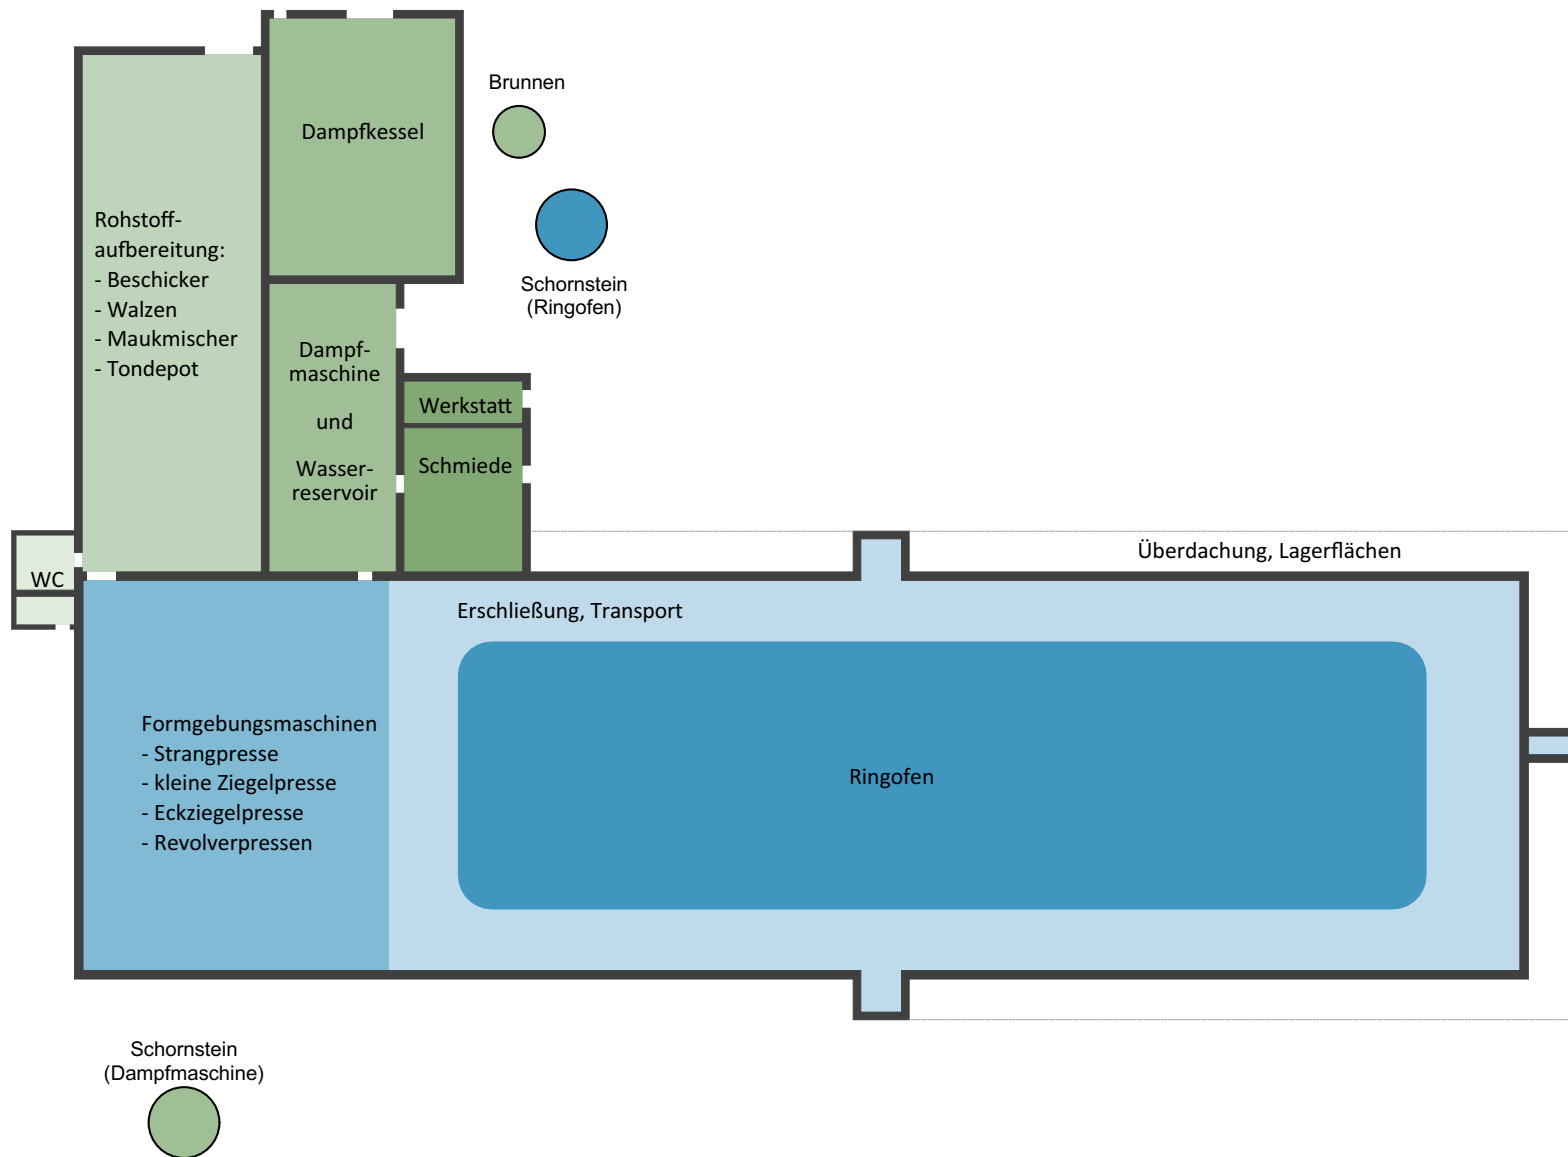 Brunnen
Dampfkessel
Schornstein
(Ringofen)
Rohstoff-
aufbereitung:
- Beschicker
- Walzen
- Maukmischer
- Tondepot
Dampf-
maschine
und
Wasser-
reservoir
Werkstatt
Schmiede
WC
Überdachung, Lagerflächen
Erschließung, Transport
Formgebungsmaschinen
- Strangpresse
- kleine Ziegelpresse
- Eckziegelpresse
- Revolverpressen
Ringofen
Schornstein
(Dampfmaschine)